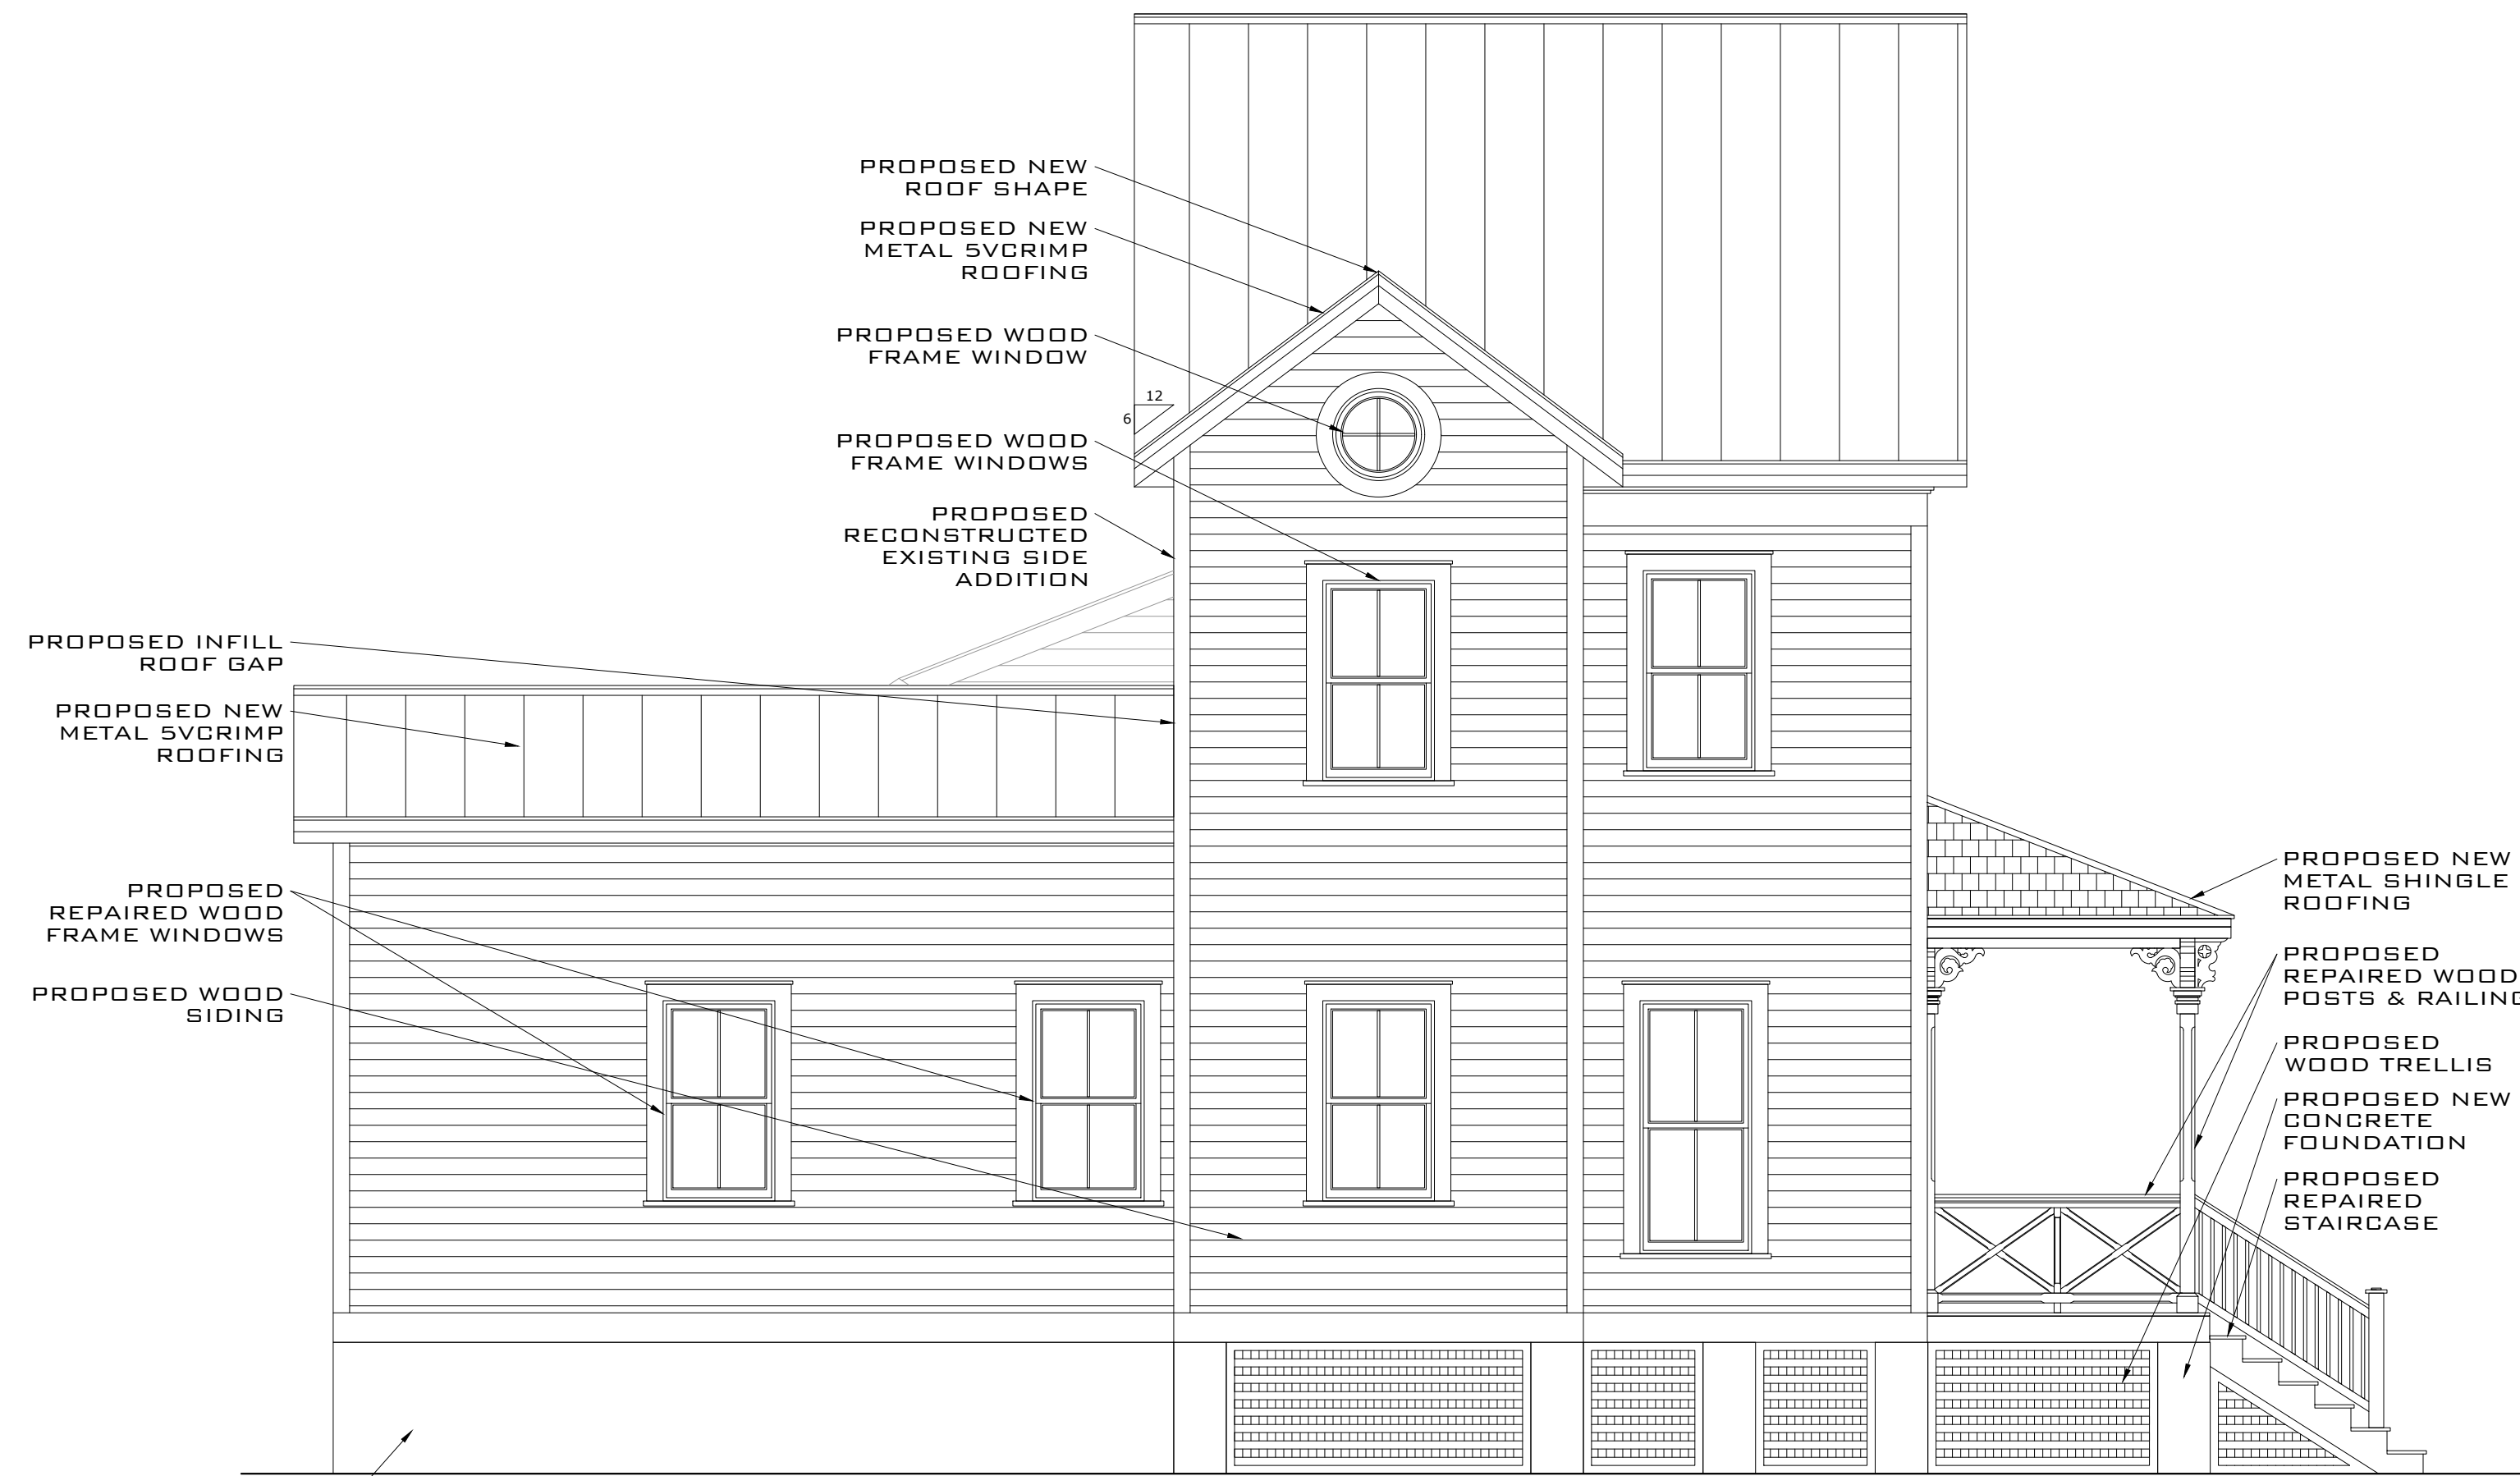 PROPOSED NEW
ROOF SHAPE
PROPOSED NEW
METAL 5VCRIMP
ROOFING
PROPOSED WOOD
FRAME WINDOW
12
6
PROPOSED WOOD
FRAME WINDOWS
PROPOSED
RECONSTRUCTED
EXISTING SIDE
ADDITION
PROPOSED INFILL
ROOF GAP
PROPOSED NEW
METAL 5VCRIMP
ROOFING
PROPOSED
REPAIRED WOOD
FRAME WINDOWS
PROPOSED WOOD
SIDING
PROPOSED NEW
METAL SHINGLE
ROOFING
PROPOSED
REPAIRED WOOD
POSTS & RAILING
PROPOSED
WOOD TRELLIS
PROPOSED NEW
CONCRETE
FOUNDATION
PROPOSED
REPAIRED
STAIRCASE